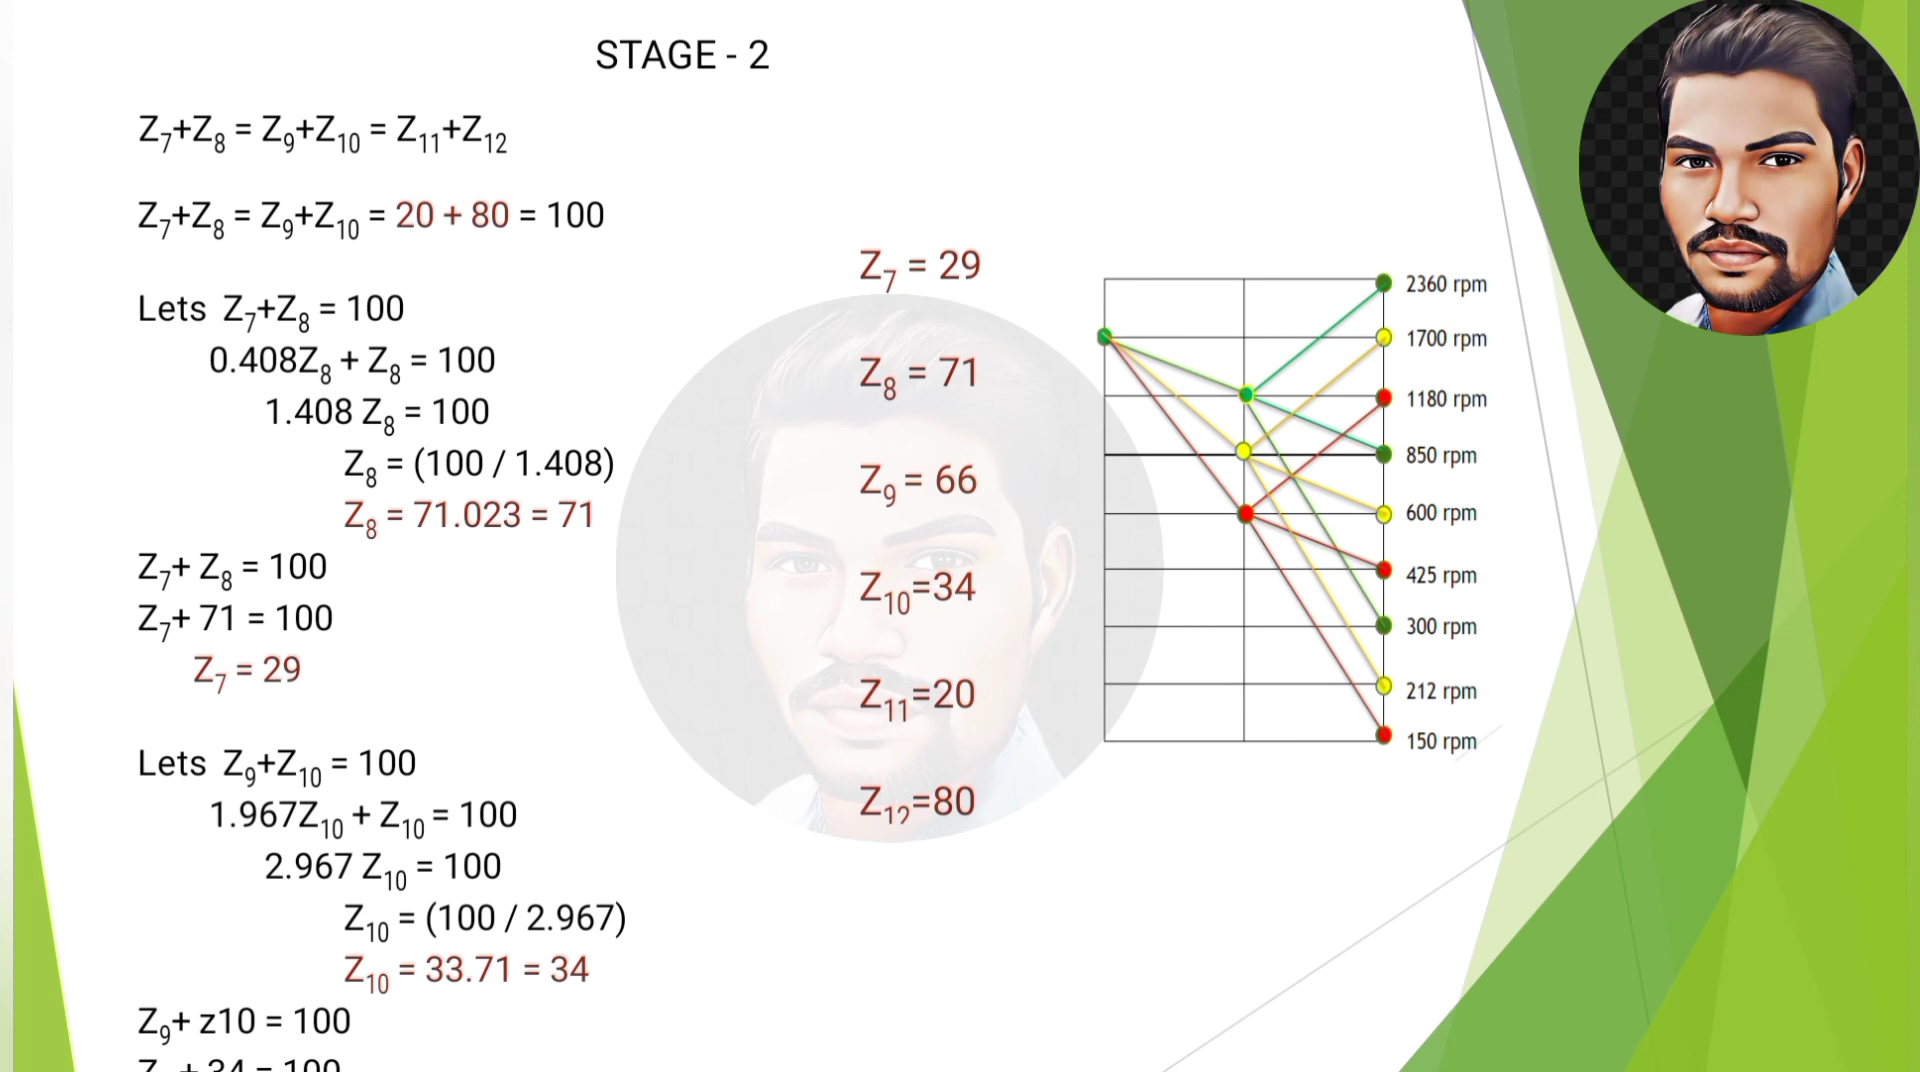 STAGE - 2
Z7+Z8 = Z9+Z10 = Z11+Z12
Z7+Z8 = Z9+Z10 = 20 + 80 = 100
Lets Z7+Z8 = 100
0.408Z8 + Z8 = 100
1.408 Z8 = 100
Z8 = (100 / 1.408)
Z8 = 71.023 = 71
Z7+ Z8 = 100
Z7+ 71 = 100
Z7 = 29
Lets Z9+Z10 = 100
1.967Z10 + Z10 = 100
2.967 Z10 = 100
Z10 = (100 / 2.967)
Z10 = 33.71 = 34
Z9+ z10 = 100
+ 34 = 100
Z7 = 29
Z8 = 71
Z9 = 66
Z10=34
Z11=20
Z12=80
2360 rpm
1700 rpm
1180 rpm
850 rpm
600 rpm
425 rpm
300 rpm
212 rpm
150 rpm